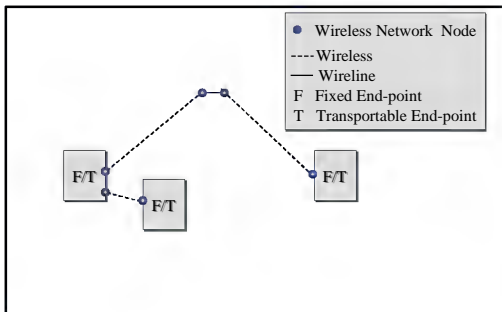 Wireless Network Node
Wireless
Wireline
F Fixed End-point
T Transportable End-point
F/T
F/T
F/T